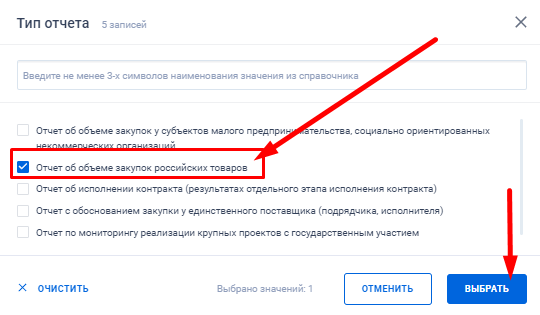 Тип отчета 5 записей
Введите не менее 3-х символов наименования значения из справочника
Отчет об объеме закупок у субъектов малого предпринимательства, социально ориентированных
некоммерческих организаций
Отчет об объеме закупок российских товаров
Отчет об исполнении контракта (результатах отдельного этапа исполнения контракта)
Отчет с обоснованием закупки у единственного поставщика (подрядчика, исполнителя)
Отчет по мониторингу реализации крупных проектов с государственным участием
ОЧИСТИТЬ Выбрано значений: 1 ОТМЕНИТЬ ВЫБРАТЬ